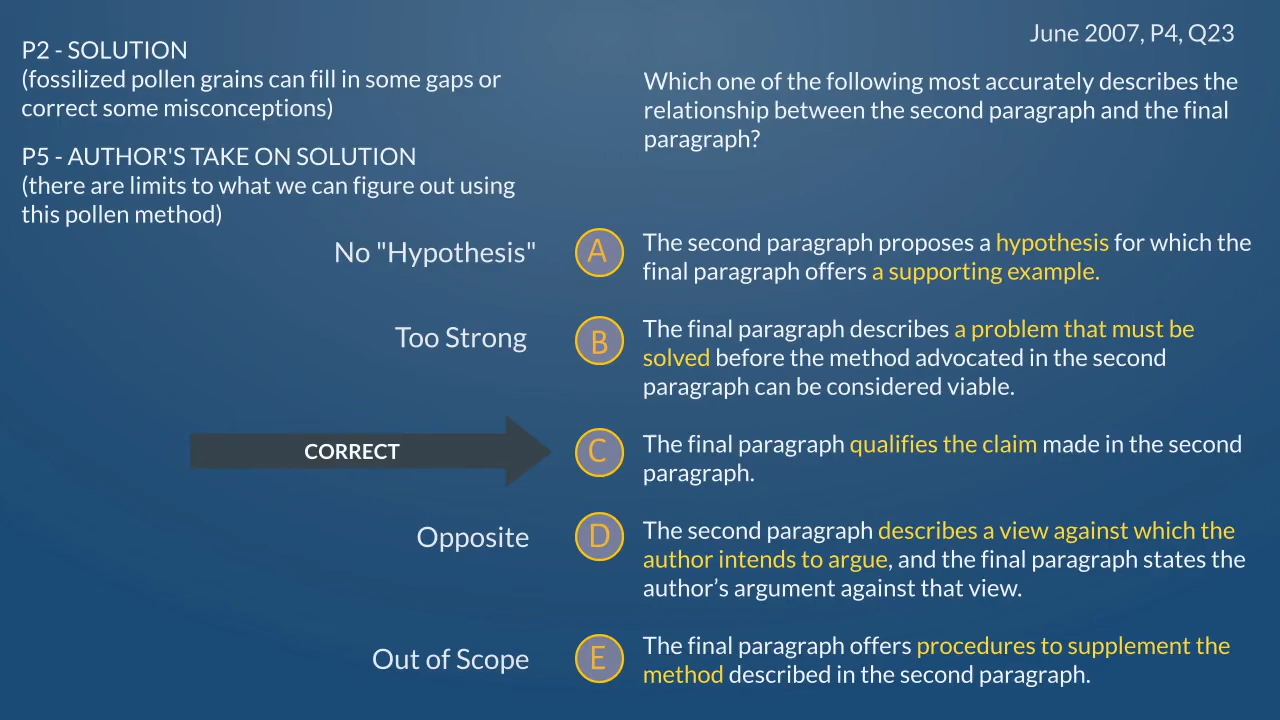 June 2007, P4, Q23
P2 - SOLUTION
(fossilized pollen grains can fill in some gaps or
correct some misconceptions)
P5 - AUTHOR'S TAKE ON SOLUTION
(there are limits to what we can figure out using
this pollen method)
Which one of the following most accurately describes the
relationship between the second paragraph and the final
paragraph?
No "Hypothesis"
A
The second paragraph proposes a hypothesis for which the
final paragraph offers a supporting example.
Too Strong
B
The final paragraph describes a problem that must be
solved before the method advocated in the second
paragraph can be considered viable.
CORRECT
C
The final paragraph qualifies the claim made in the second
paragraph.
Opposite
D
The second paragraph describes a view against which the
author intends to argue, and the final paragraph states the
author’s argument against that view.
Out of Scope
E
The final paragraph offers procedures to supplement the
method described in the second paragraph.